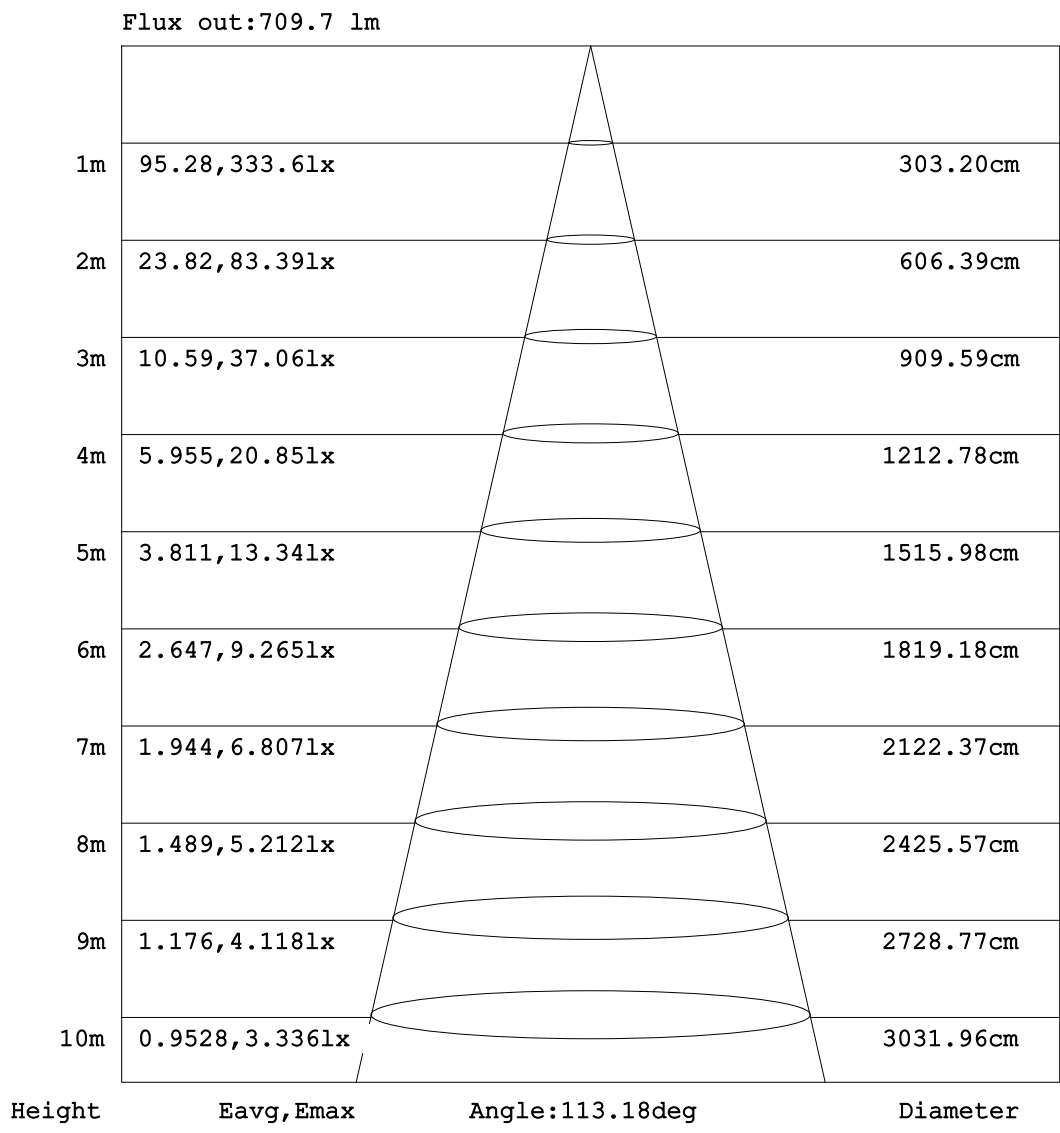 Flux out:709.7 lm
1m 95.28,333.6lx 303.20cm
2m 23.82,83.39lx 606.39cm
3m 10.59,37.06lx 909.59cm
4m 5.955,20.85lx 1212.78cm
5m 3.811,13.34lx 1515.98cm
6m 2.647,9.265lx 1819.18cm
7m 1.944,6.807lx 2122.37cm
8m 1.489,5.212lx 2425.57cm
9m 1.176,4.118lx 2728.77cm
10m 0.9528,3.336lx 3031.96cm
Height Eavg,Emax Angle:113.18deg Diameter